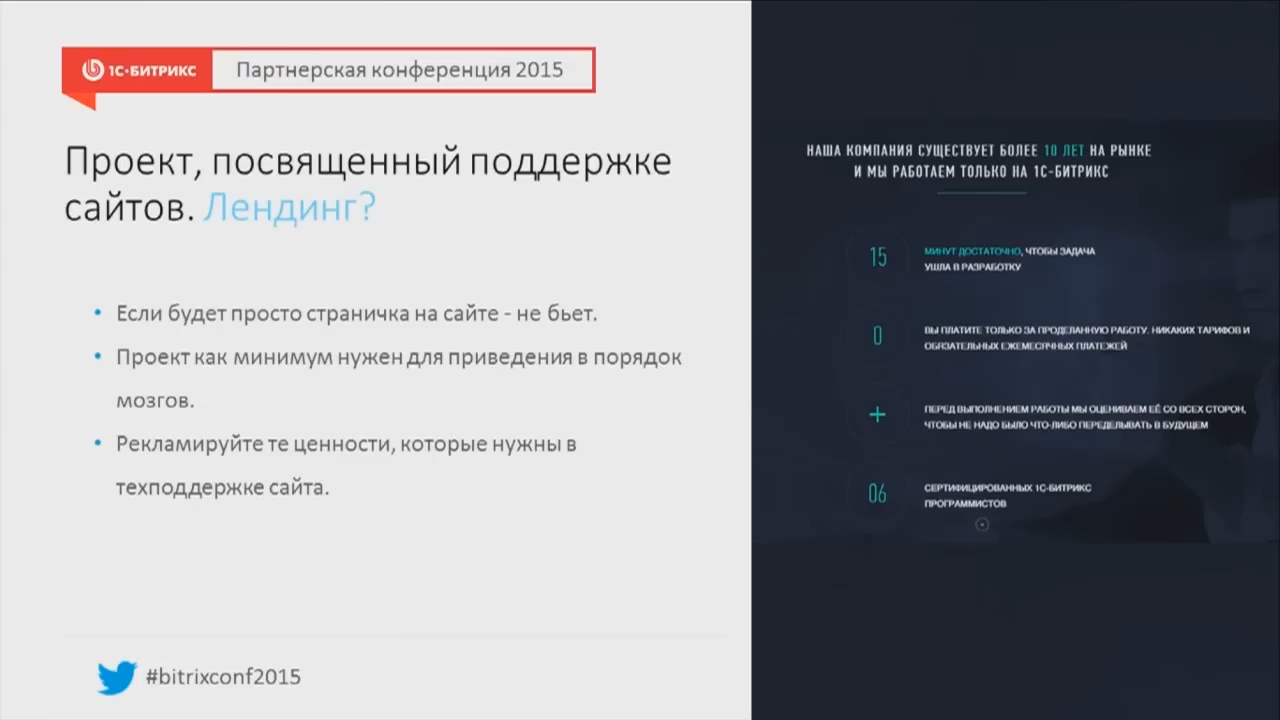 1С-БИТРИКС
Партнерская конференция 2015
Проект, посвященный поддержке
сайтов. Лендинг?
• Если будет просто страничка на сайте - не бьет.
• Проект как минимум нужен для приведения в порядок
мозгов.
• Рекламируйте те ценности, которые нужны в
техподдержке сайта.
#bitrixconf2015
НАША КОМПАНИЯ СУЩЕСТВУЕТ БОЛЕЕ 10 ЛЕТ НА РЫНКЕ
И МЫ РАБОТАЕМ ТОЛЬКО НА 1С-БИТРИКС
15
МИНУТ ДОСТАТОЧНО, ЧТОБЫ ЗАДАЧА
УШЛА В РАЗРАБОТКУ
0
ВЫ ПЛАТИТЕ ТОЛЬКО ЗА ПРОДЕЛАННУЮ РАБОТУ. НИКАКИХ ТАРИФОВ И
ОБЯЗАТЕЛЬНЫХ ЕЖЕМЕСЯЧНЫХ ПЛАТЕЖЕЙ
+
ПЕРЕД ВЫПОЛНЕНИЕМ РАБОТЫ МЫ ОЦЕНИВАЕМ ЕЁ СО ВСЕХ СТОРОН,
ЧТОБЫ НЕ НАДО БЫЛО ЧТО-ЛИБО ПЕРЕДЕЛЫВАТЬ В БУДУЩЕМ
06
СЕРТИФИЦИРОВАННЫХ 1С-БИТРИКС
ПРОГРАММИСТОВ